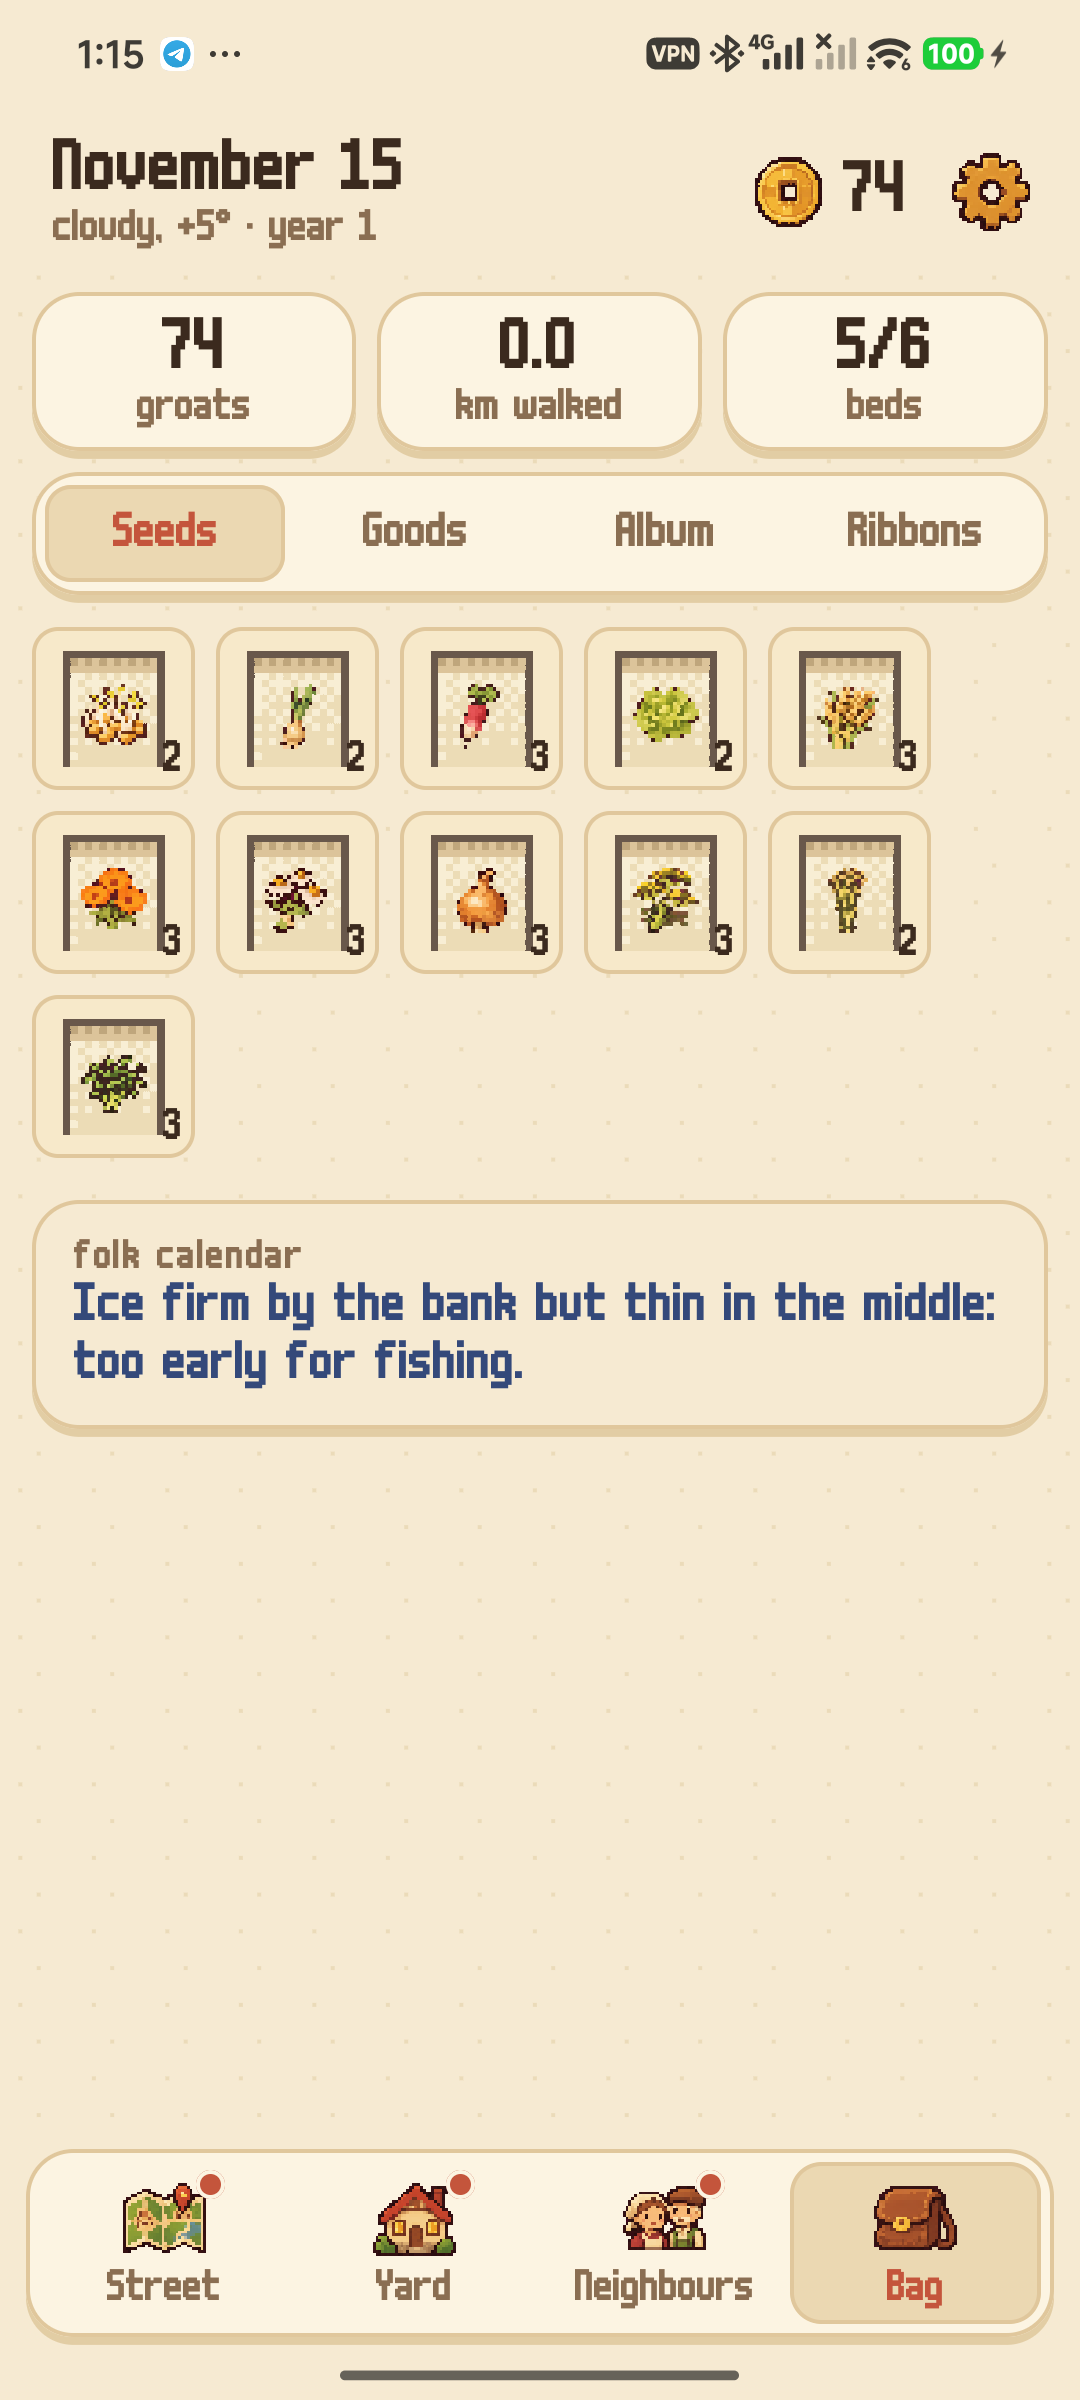 1:15
VPN 4G 6 100
November 15
cloudy, +5° · year 1
74
74
groats
0.0
km walked
5/6
beds
Seeds
Goods
Album
Ribbons
2
2
3
2
3
3
3
3
3
2
3
folk calendar
Ice firm by the bank but thin in the middle:
too early for fishing.
Street
Yard
Neighbours
Bag